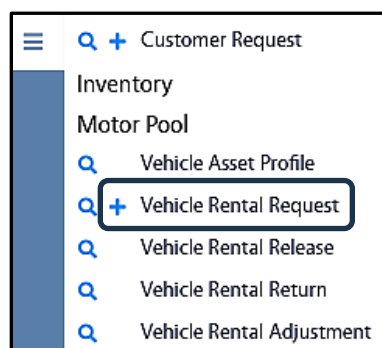 Customer Request
Inventory
Motor Pool
Vehicle Asset Profile
Vehicle Rental Request
Vehicle Rental Release
Vehicle Rental Return
Vehicle Rental Adjustment